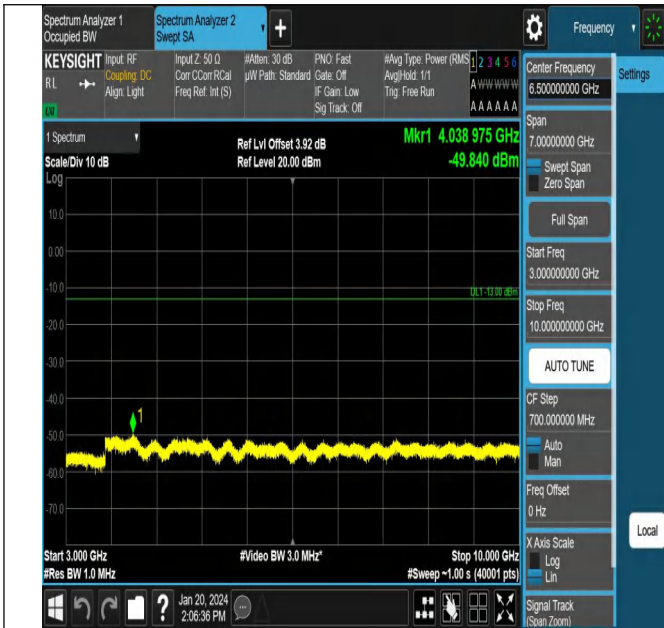 Spectrum Analyzer 1
Occupied BW
Spectrum Analyzer 2
Swept SA
+
Frequency
KEYSIGHT
RL
LXI
Input: RF
Coupling: DC
Align: Light
Input Z: 50 Ω
Corr CCorr RCal
Freq Ref: Int (S)
#Atten: 30 dB
µW Path: Standard
PNO: Fast
Gate: Off
IF Gain: Low
Sig Track: Off
#Avg Type: Power (RMS
Avg|Hold: 1/1
Trig: Free Run
1 2 3 4 5 6
A W W W W W
A A A A A A
1 Spectrum
Scale/Div 10 dB
Ref Lvl Offset 3.92 dB
Ref Level 20.00 dBm
Mkr1 4.038 975 GHz
-49.840 dBm
Log
10.0
0.00
-10.0
-20.0
-30.0
-40.0
-50.0
-60.0
-70.0
DL1 -13.00 dBm
1
Start 3.000 GHz
#Res BW 1.0 MHz
#Video BW 3.0 MHz*
Stop 10.000 GHz
#Sweep ~1.00 s (40001 pts)
Jan 20, 2024
2:06:36 PM
?
Center Frequency
6.500000000 GHz
Settings
Span
7.00000000 GHz
Swept Span
Zero Span
Full Span
Start Freq
3.000000000 GHz
Stop Freq
10.000000000 GHz
AUTO TUNE
CF Step
700.000000 MHz
Auto
Man
Freq Offset
0 Hz
X Axis Scale
Log
Lin
Signal Track
(Span Zoom)
Local